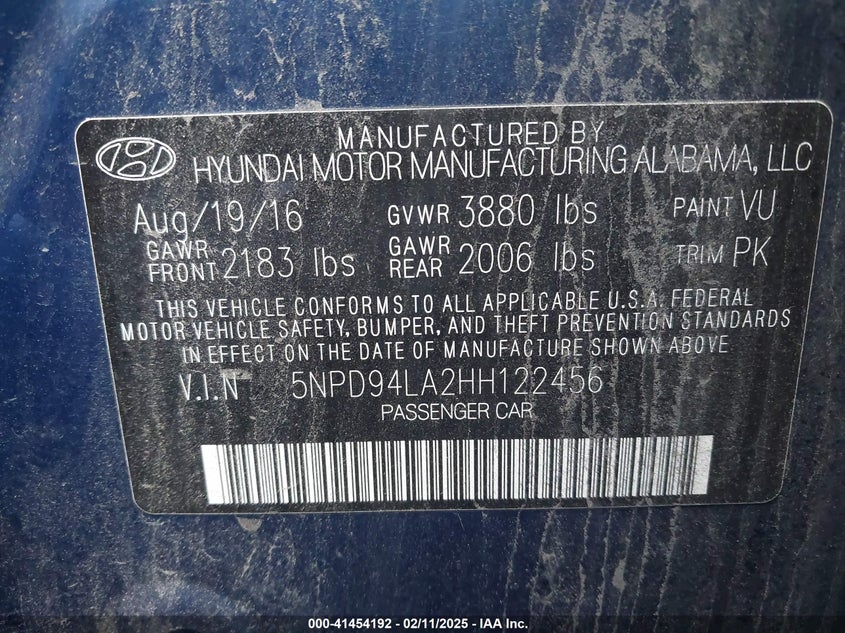 MANUFACTURED BY
HYUNDAI MOTOR MANUFACTURING ALABAMA, LLC
Aug/19/16 GVWR 3880 lbs PAINT VU
GAWR FRONT 2183 lbs GAWR REAR 2006 lbs TRIM PK
THIS VEHICLE CONFORMS TO ALL APPLICABLE U.S.A. FEDERAL
MOTOR VEHICLE SAFETY, BUMPER, AND THEFT PREVENTION STANDARDS
IN EFFECT ON THE DATE OF MANUFACTURE SHOWN ABOVE
V.I.N 5NPD94LA2HH122456
PASSENGER CAR
000-41454192 - 02/11/2025 - IAA Inc.